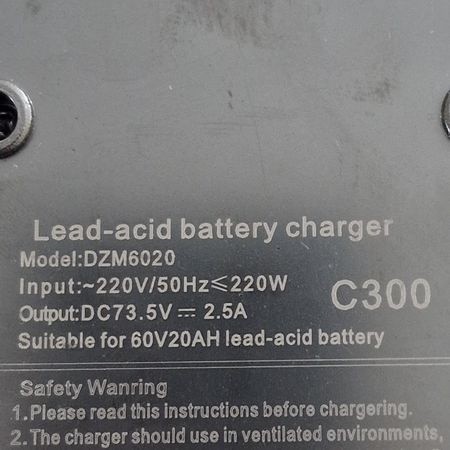 Lead-acid battery charger
Model:DZM6020
Input:~220V/50Hz≤220W
Output:DC73.5V ⎓ 2.5A
C300
Suitable for 60V20AH lead-acid battery
Safety Wanring
1.Please read this instructions before chargering.
2.The charger should use in ventilated environments,